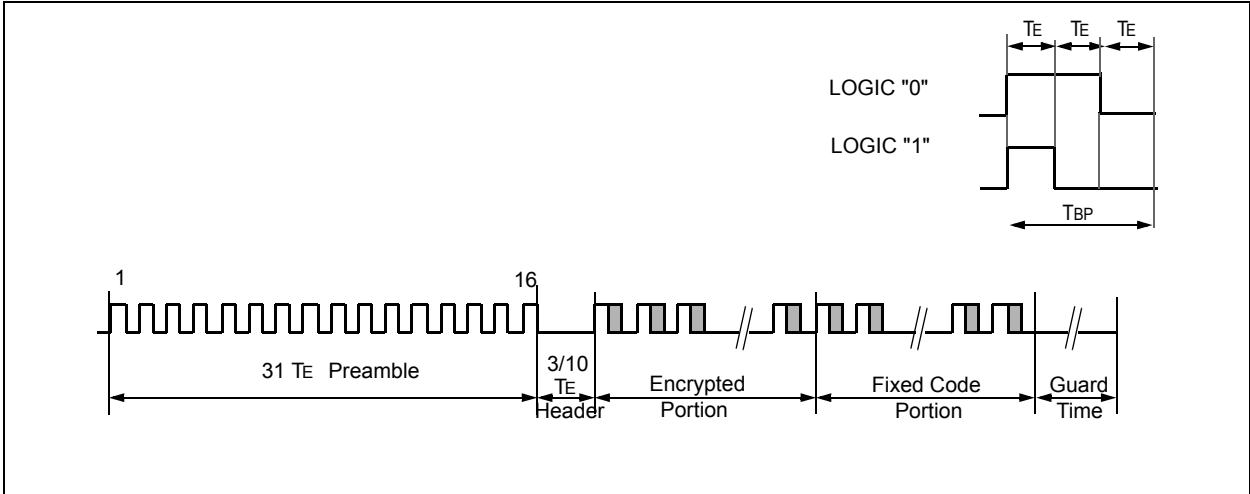 TE TE TE
LOGIC "0"
LOGIC "1"
TBP
1 16
31 TE Preamble
3/10
TE
Header
Encrypted
Portion
Fixed Code
Portion
Guard
Time